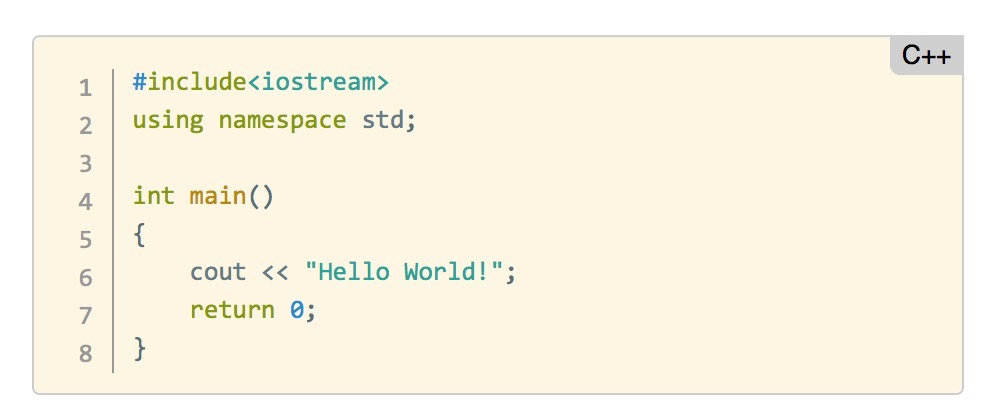 C++
1 #include<iostream>
2 using namespace std;
3
4 int main()
5 {
6     cout << "Hello World!";
7     return 0;
8 }